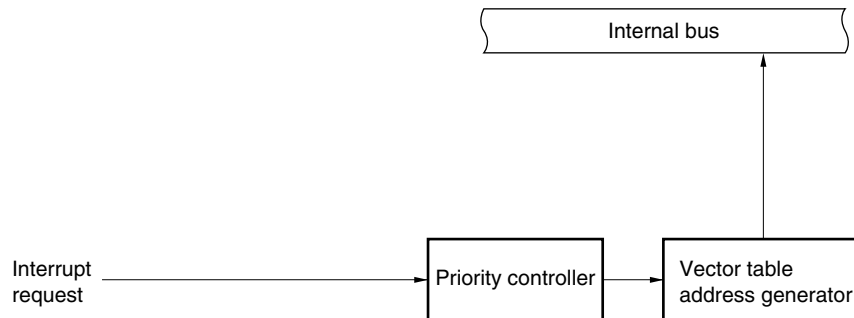 Internal bus
Interrupt
request
Priority controller
Vector table
address generator